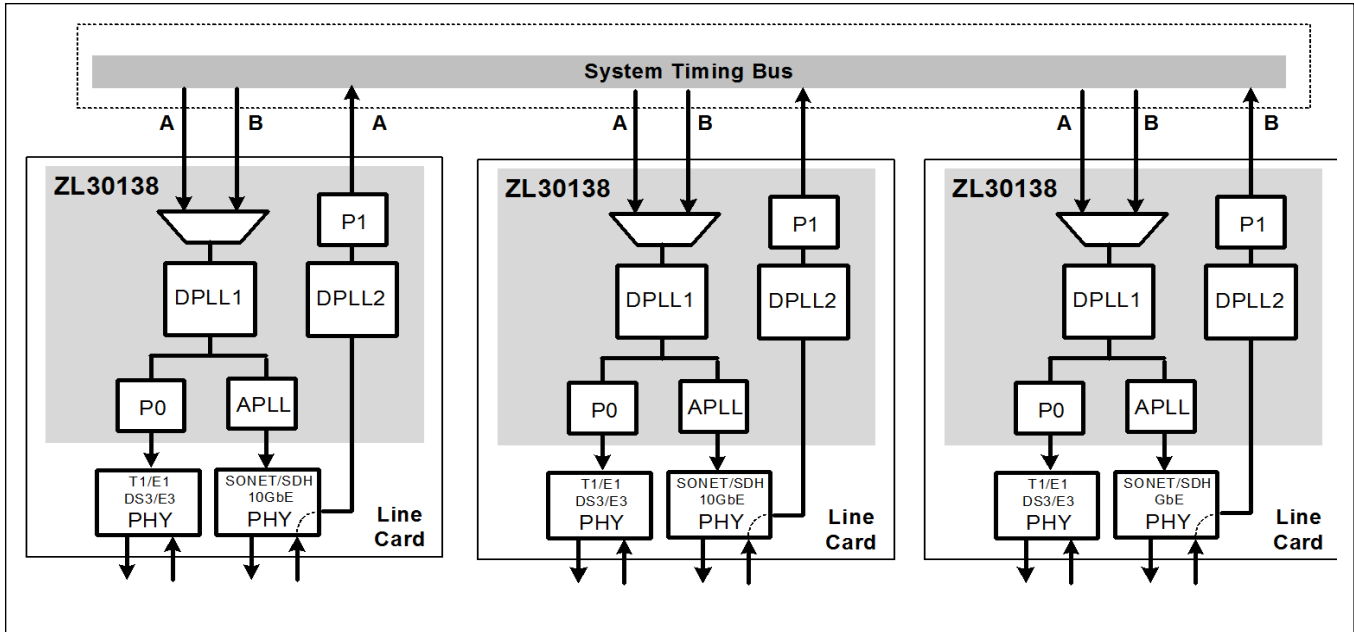 System Timing Bus
A
B
A
A
B
A
B
B
ZL30138
P1
DPLL1
DPLL2
P0
APLL
T1/E1
DS3/E3
PHY
SONET/SDH
10GbE
PHY
Line
Card
ZL30138
P1
DPLL1
DPLL2
P0
APLL
T1/E1
DS3/E3
PHY
SONET/SDH
10GbE
PHY
Line
Card
ZL30138
P1
DPLL1
DPLL2
P0
APLL
T1/E1
DS3/E3
PHY
SONET/SDH
GbE
PHY
Line
Card